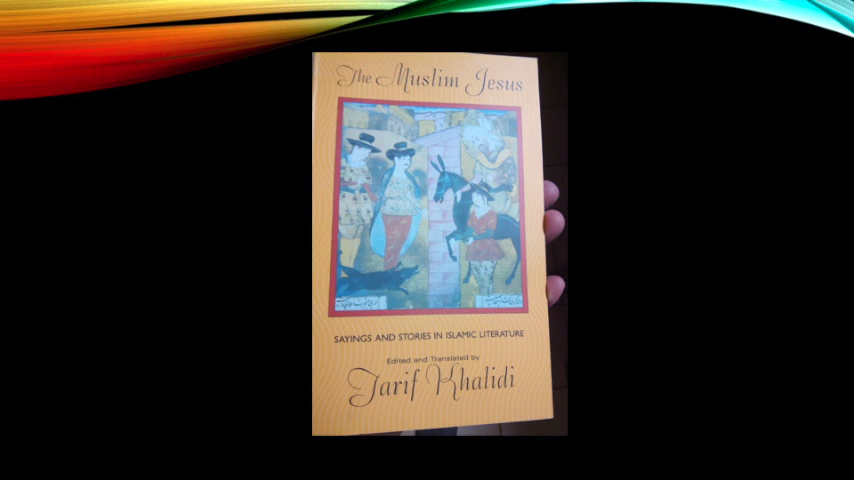 The Muslim Jesus
SAYINGS AND STORIES IN ISLAMIC LITERATURE
Edited and Translated by
Tarif Khalidi